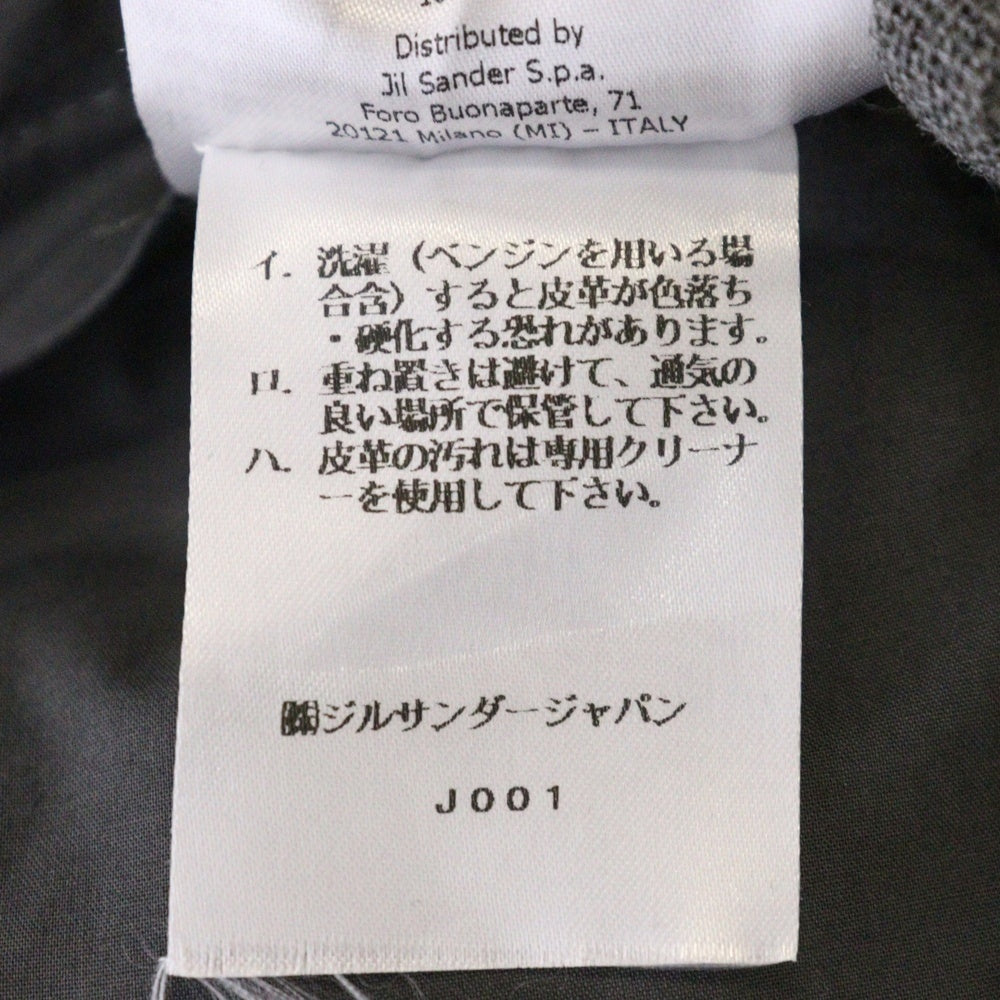 Distributed by
Jil Sander S.p.a.
Foro Buonaparte, 71
20121 Milano (MI) – ITALY
イ. 洗濯（ベンジンを用いる場
合含）すると皮革が色落ち
・硬化する恐れがあります。
ロ. 重ね置きは避けて、通気の
良い場所で保管して下さい。
ハ. 皮革の汚れは専用クリーナ
ーを使用して下さい。
㈱ジルサンダージャパン
J001